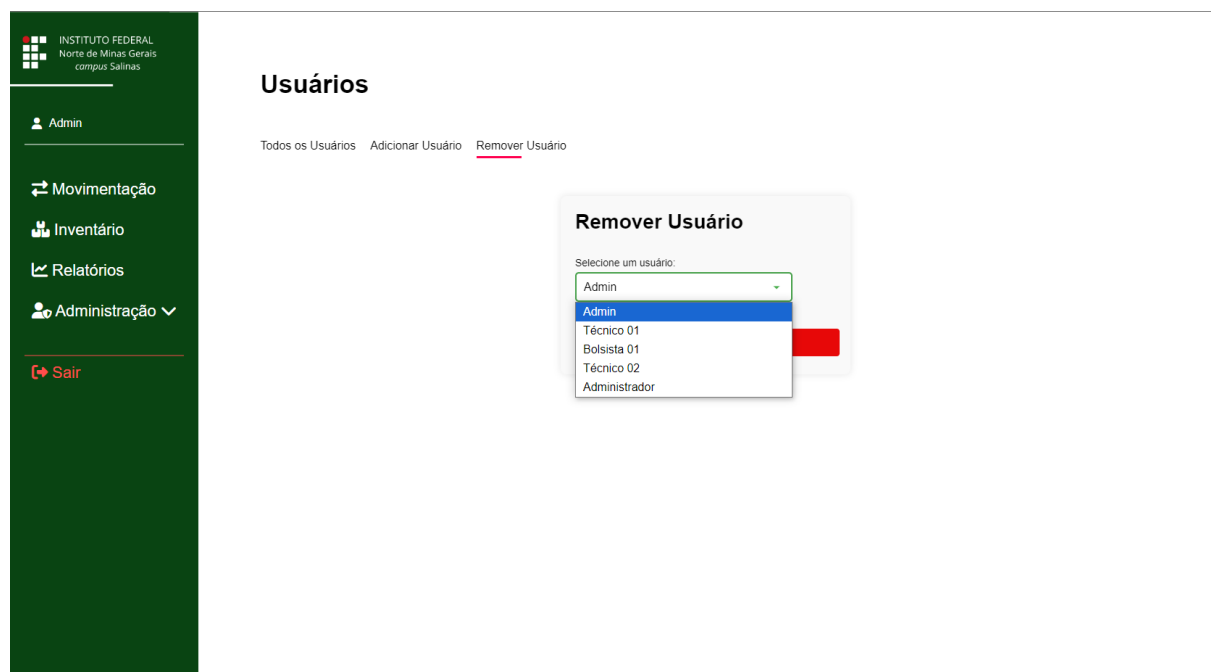 INSTITUTO FEDERAL
Norte de Minas Gerais
campus Salinas
Admin
Movimentação
Inventário
Relatórios
Administração
Sair
Usuários
Todos os Usuários Adicionar Usuário Remover Usuário
Remover Usuário
Selecione um usuário:
Admin
Admin
Técnico 01
Bolsista 01
Técnico 02
Administrador